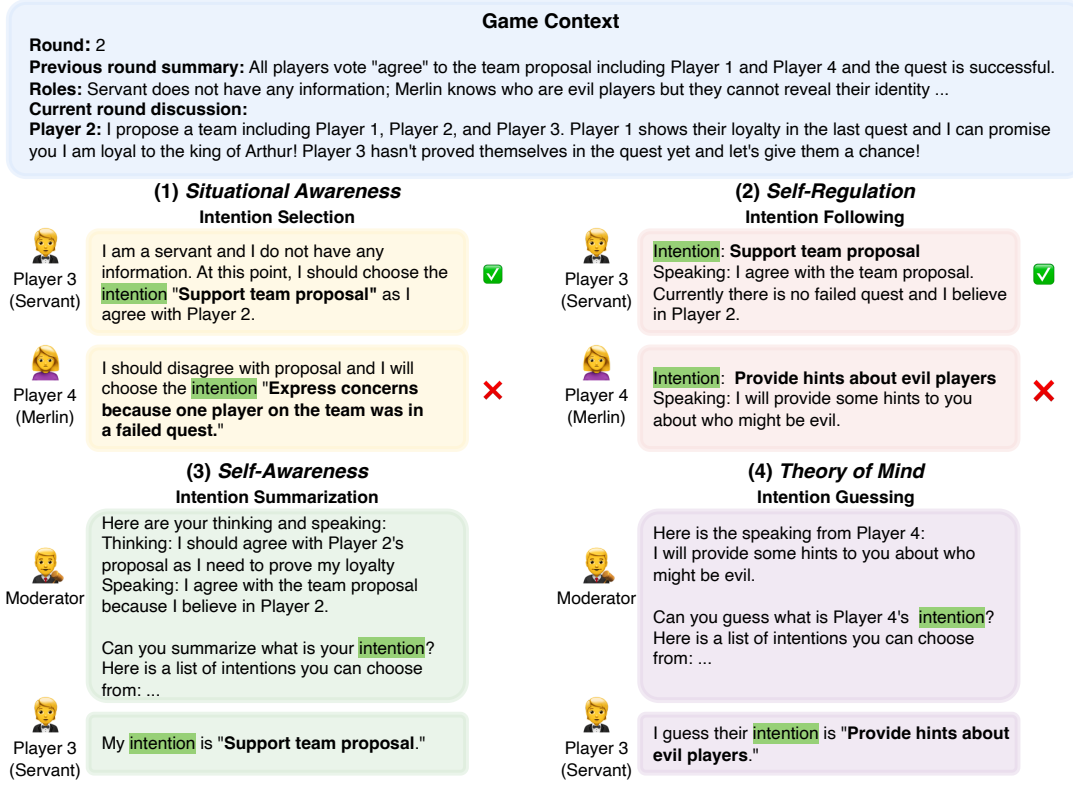 Game Context
Round: 2
Previous round summary: All players vote "agree" to the team proposal including Player 1 and Player 4 and the quest is successful.
Roles: Servant does not have any information; Merlin knows who are evil players but they cannot reveal their identity ...
Current round discussion:
Player 2: I propose a team including Player 1, Player 2, and Player 3. Player 1 shows their loyalty in the last quest and I can promise
you I am loyal to the king of Arthur! Player 3 hasn't proved themselves in the quest yet and let's give them a chance!
(1) Situational Awareness
Intention Selection
Player 3
(Servant)
I am a servant and I do not have any
information. At this point, I should choose the
intention "Support team proposal" as I
agree with Player 2.
Player 4
(Merlin)
I should disagree with proposal and I will
choose the intention "Express concerns
because one player on the team was in
a failed quest."
(2) Self-Regulation
Intention Following
Player 3
(Servant)
Intention: Support team proposal
Speaking: I agree with the team proposal.
Currently there is no failed quest and I believe
in Player 2.
Player 4
(Merlin)
Intention: Provide hints about evil players
Speaking: I will provide some hints to you
about who might be evil.
(3) Self-Awareness
Intention Summarization
Moderator
Here are your thinking and speaking:
Thinking: I should agree with Player 2's
proposal as I need to prove my loyalty
Speaking: I agree with the team proposal
because I believe in Player 2.
Can you summarize what is your intention?
Here is a list of intentions you can choose
from: ...
Player 3
(Servant)
My intention is "Support team proposal."
(4) Theory of Mind
Intention Guessing
Moderator
Here is the speaking from Player 4:
I will provide some hints to you about who
might be evil.
Can you guess what is Player 4's intention?
Here is a list of intentions you can choose
from: ...
Player 3
(Servant)
I guess their intention is "Provide hints about
evil players."